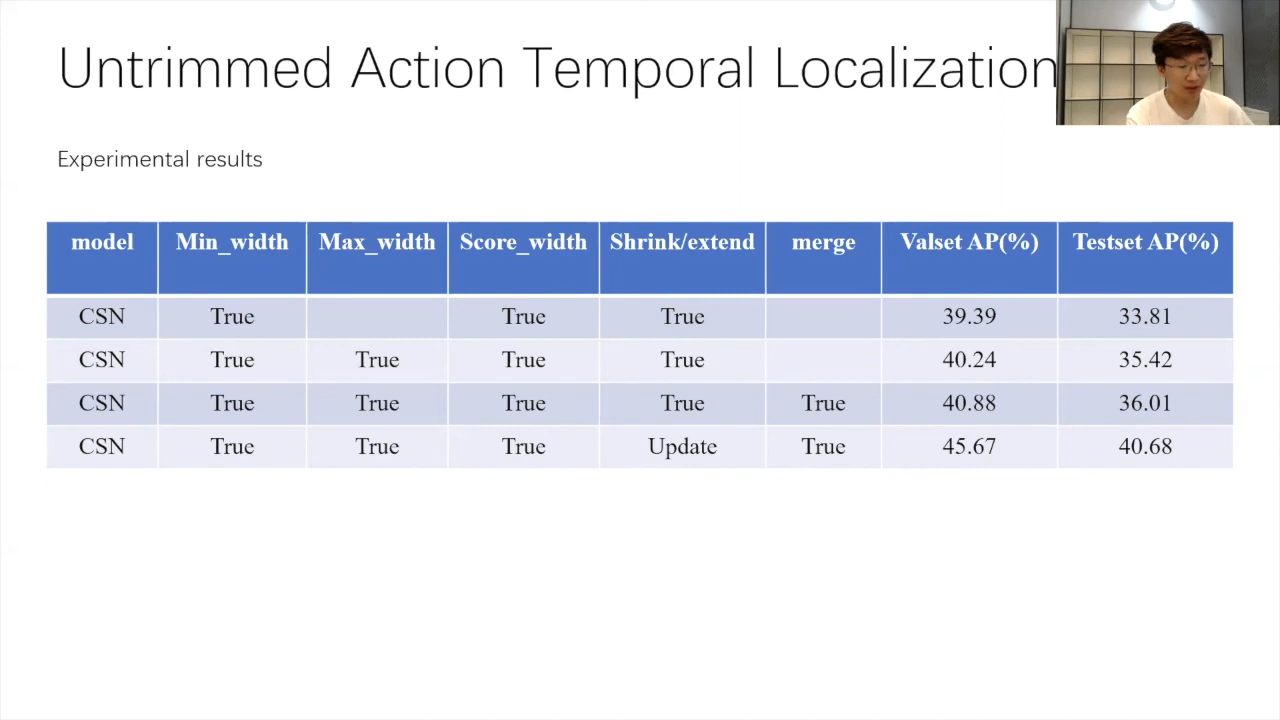 Untrimmed Action Temporal Localization
Experimental results
model Min_width Max_width Score_width Shrink/extend merge Valset AP(%) Testset AP(%)
CSN True True True 39.39 33.81
CSN True True True True 40.24 35.42
CSN True True True True True 40.88 36.01
CSN True True True Update True 45.67 40.68